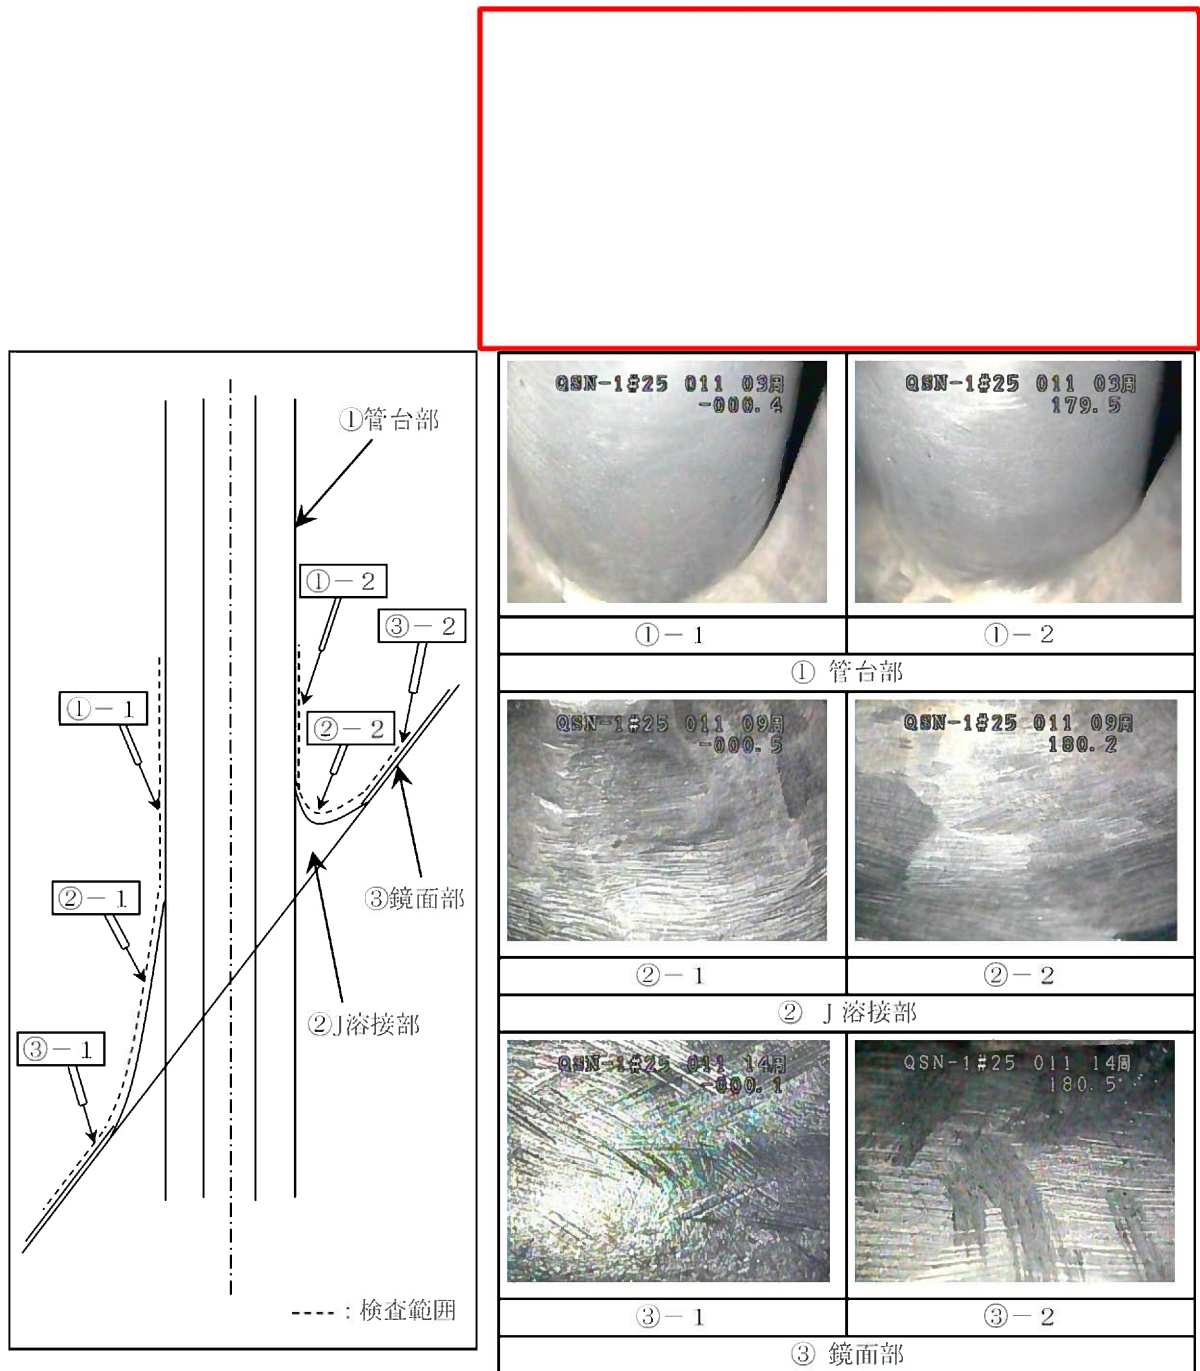 ①管台部
①－2
③－2
①－1
②－2
②－1
③鏡面部
②J溶接部
③－1
----：検査範囲
QSN-1#25 011 03周
-000.4
QSN-1#25 011 03周
179.5
①－1
①－2
① 管台部
QSN-1#25 011 09周
-000.5
QSN-1#25 011 09周
180.2
②－1
②－2
② J 溶接部
QSN-1#25 011 14周
-000.1
QSN-1#25 011 14周
180.5
③－1
③－2
③ 鏡面部